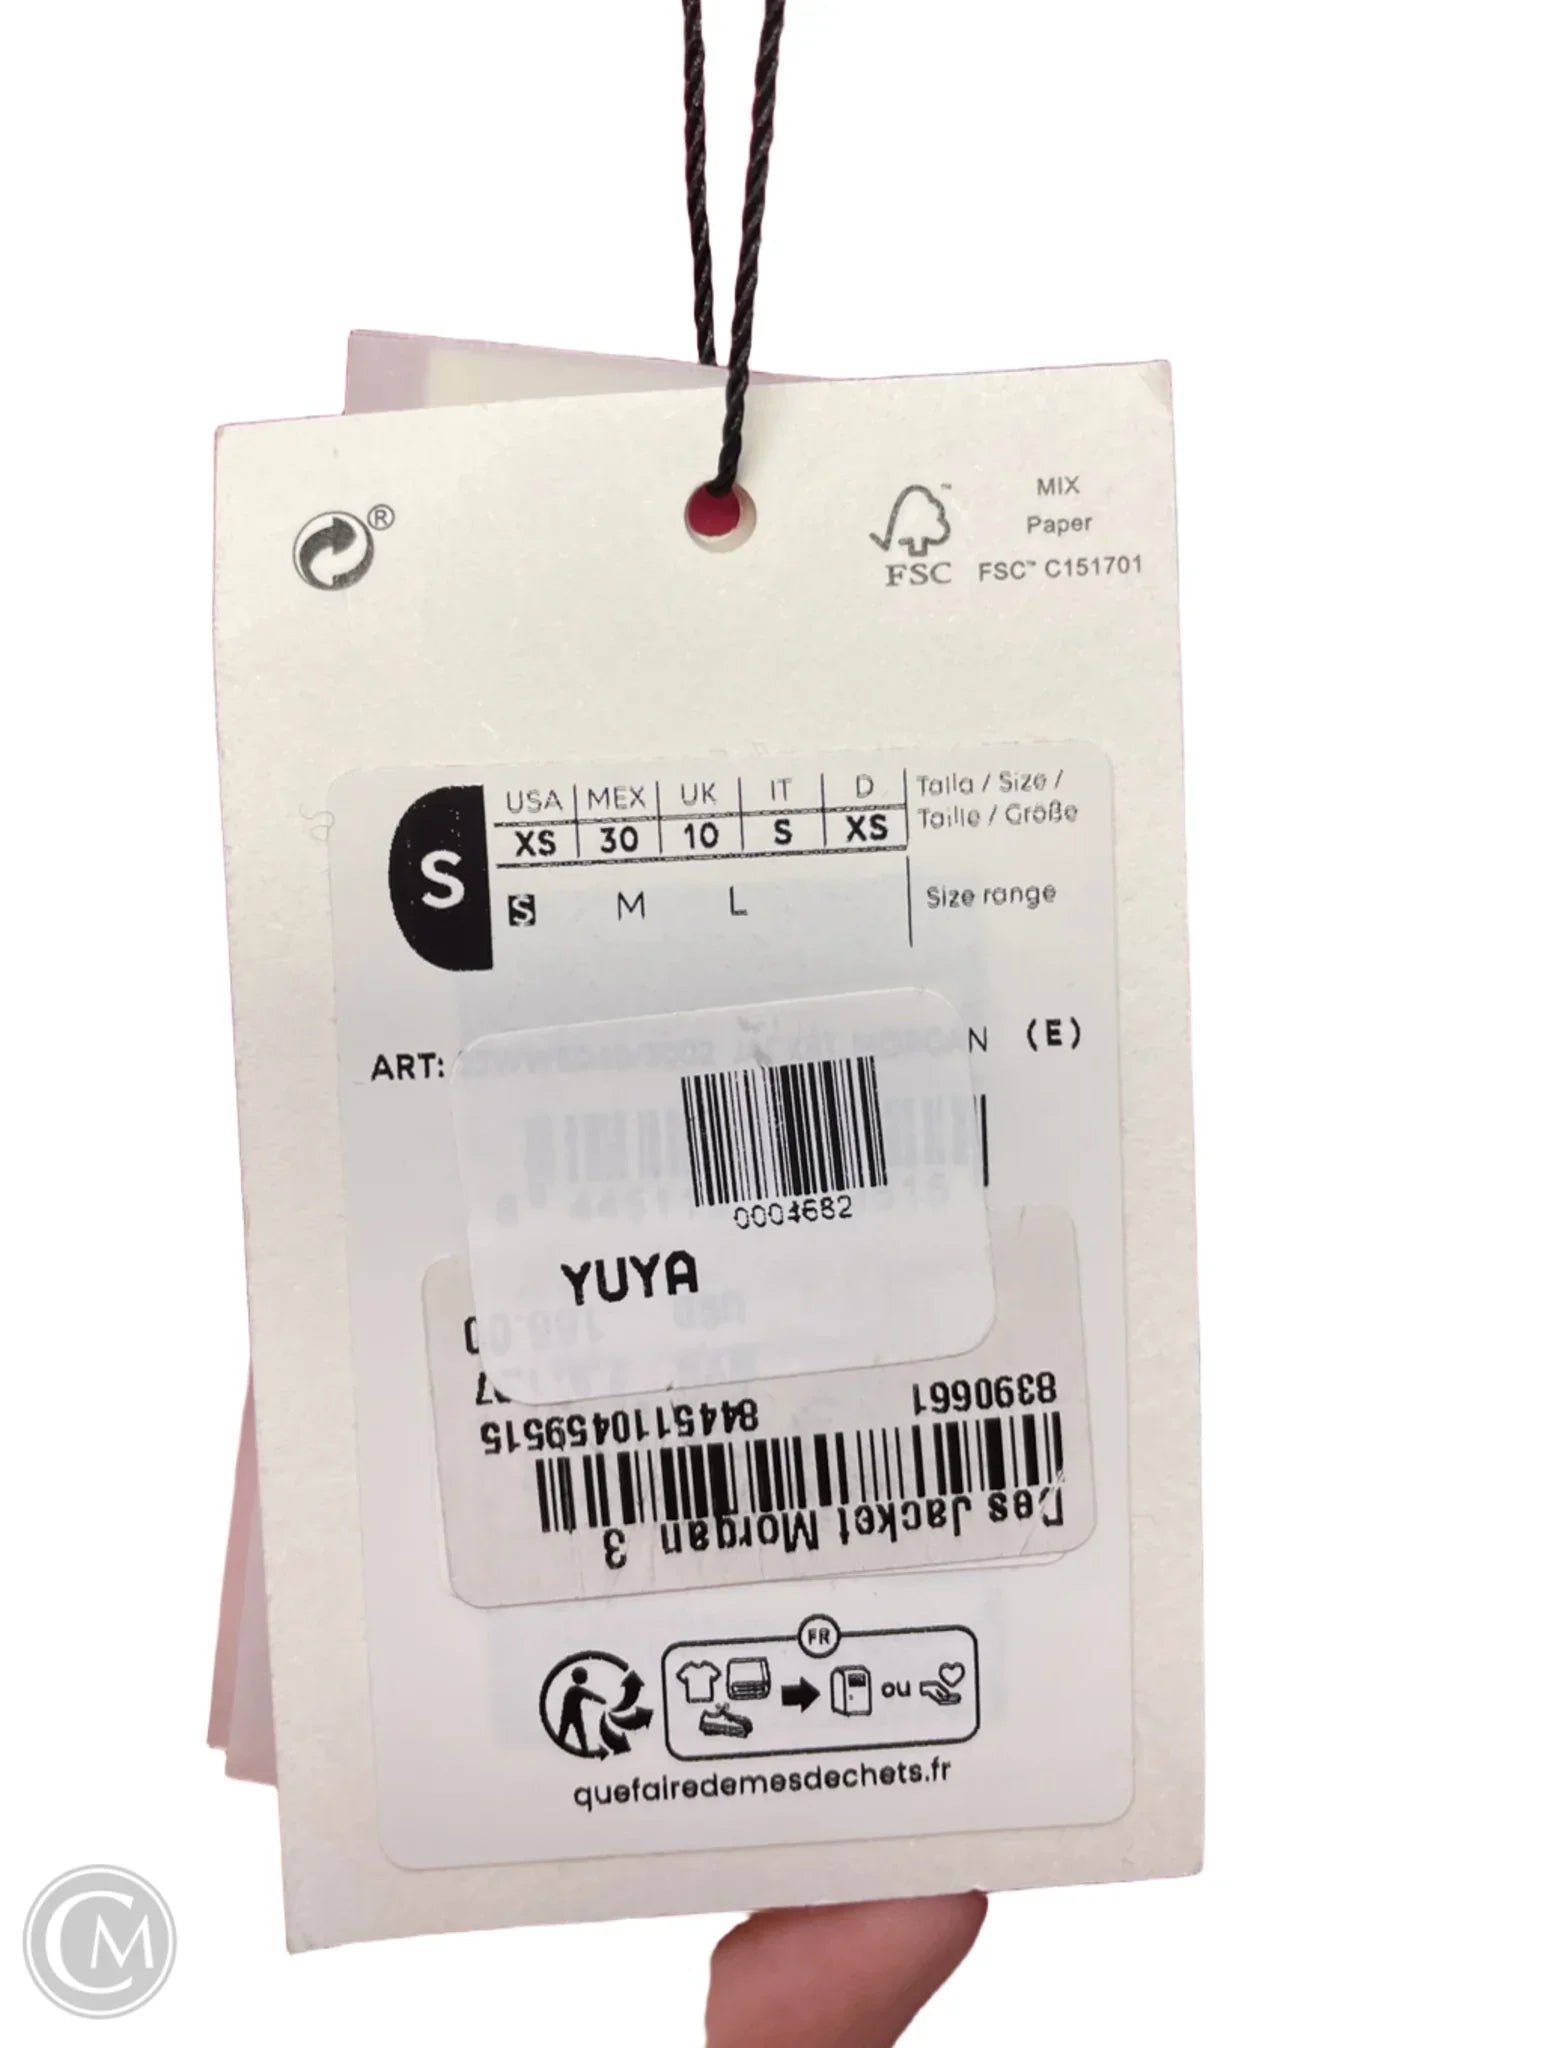 ®
MIX
Paper
FSC™ C151701
FSC
S
USA | MEX | UK | IT | D | Talla / Size /
Taille / Größe
XS | 30 | 10 | S | XS
S M L Size range
ART: N (E)
YUYA
8390661
8445110459515
Des Jacket Morgan 3
FR
ou
quefairedemesdechets.fr
CM